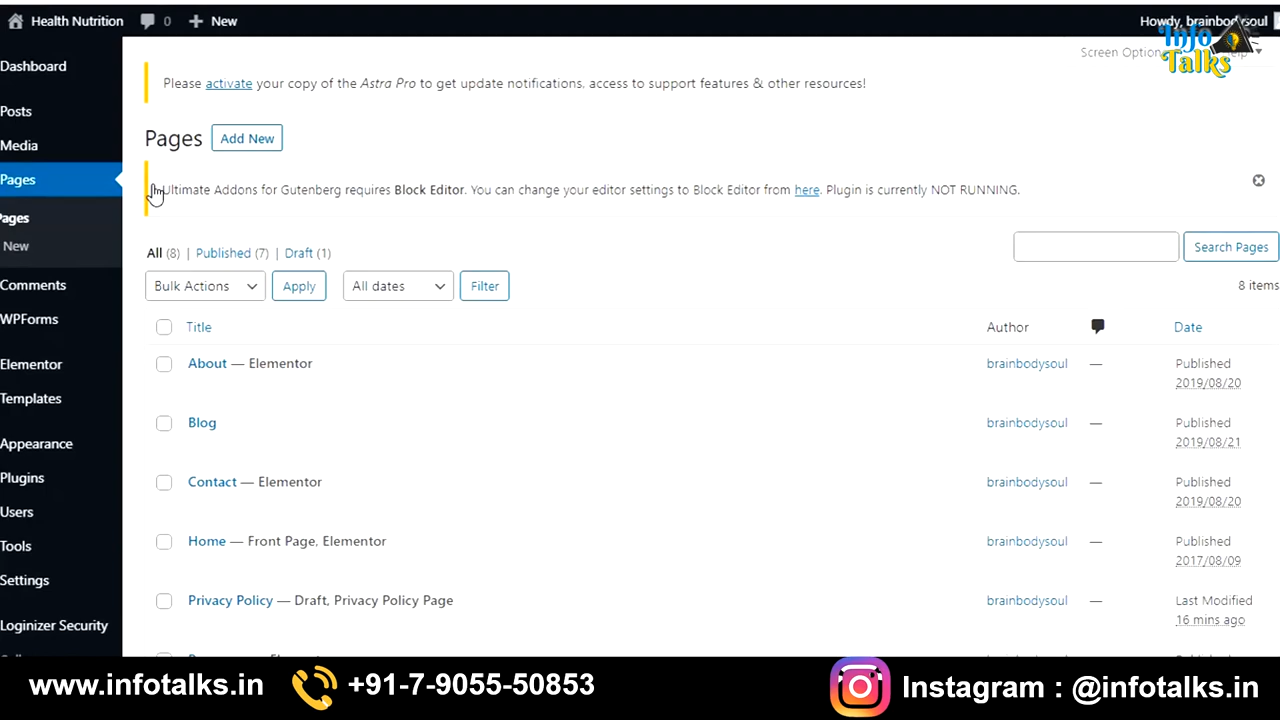 Health Nutrition 0 New Howdy, brainbodysoul
Info Talks
Screen Option
Dashboard
Posts
Media
Pages
Pages
New
Comments
WPForms
Elementor
Templates
Appearance
Plugins
Users
Tools
Settings
Loginizer Security
Please activate your copy of the Astra Pro to get update notifications, access to support features & other resources!
Pages Add New
Ultimate Addons for Gutenberg requires Block Editor. You can change your editor settings to Block Editor from here. Plugin is currently NOT RUNNING.
All (8) | Published (7) | Draft (1)
Search Pages
Bulk Actions Apply All dates Filter 8 items
Title Author Date
About — Elementor brainbodysoul — Published
2019/08/20
Blog brainbodysoul — Published
2019/08/21
Contact — Elementor brainbodysoul — Published
2019/08/20
Home — Front Page, Elementor brainbodysoul — Published
2017/08/09
Privacy Policy — Draft, Privacy Policy Page brainbodysoul — Last Modified
16 mins ago
www.infotalks.in +91-7-9055-50853 Instagram : @infotalks.in